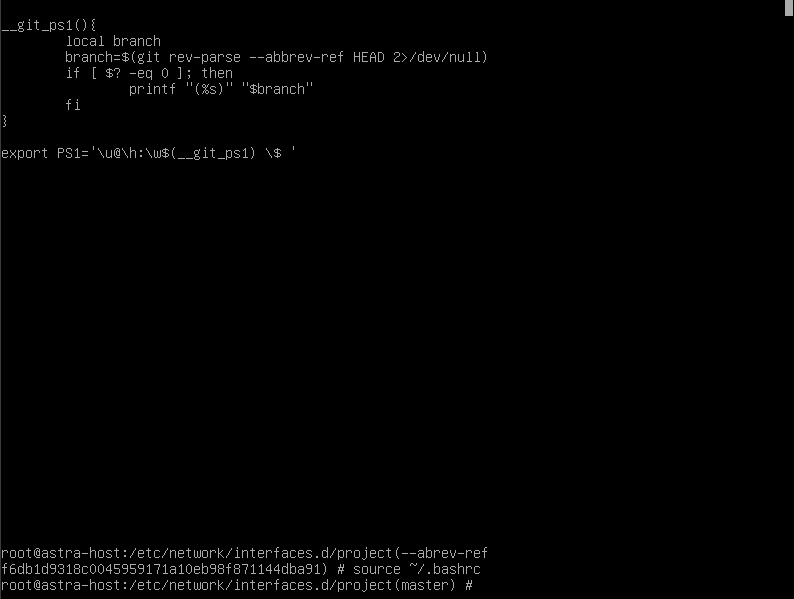 __git_ps1(){
        local branch
        branch=$(git rev-parse --abbrev-ref HEAD 2>/dev/null)
        if [ $? -eq 0 ]; then
                printf "(%s)" "$branch"
        fi
}

export PS1='\u@\h:\w$(__git_ps1) \$ '
root@astra-host:/etc/network/interfaces.d/project(--abrev-ref
f6db1d9318c0045959171a10eb98f871144dba91) # source ~/.bashrc
root@astra-host:/etc/network/interfaces.d/project(master) #